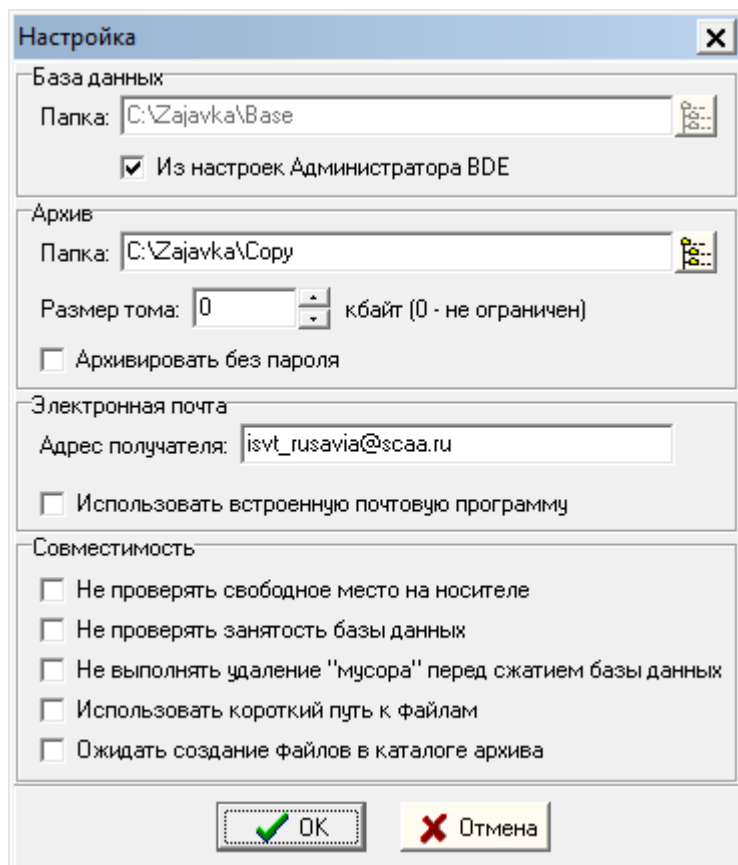 Настройка
База данных
Папка: C:\Zajavka\Base
Из настроек Администратора BDE
Архив
Папка: C:\Zajavka\Copy
Размер тома: 0 кбайт (0 - не ограничен)
Архивировать без пароля
Электронная почта
Адрес получателя: isvt_rusavia@scaa.ru
Использовать встроенную почтовую программу
Совместимость
Не проверять свободное место на носителе
Не проверять занятость базы данных
Не выполнять удаление "мусора" перед сжатием базы данных
Использовать короткий путь к файлам
Ожидать создание файлов в каталоге архива
OK Отмена